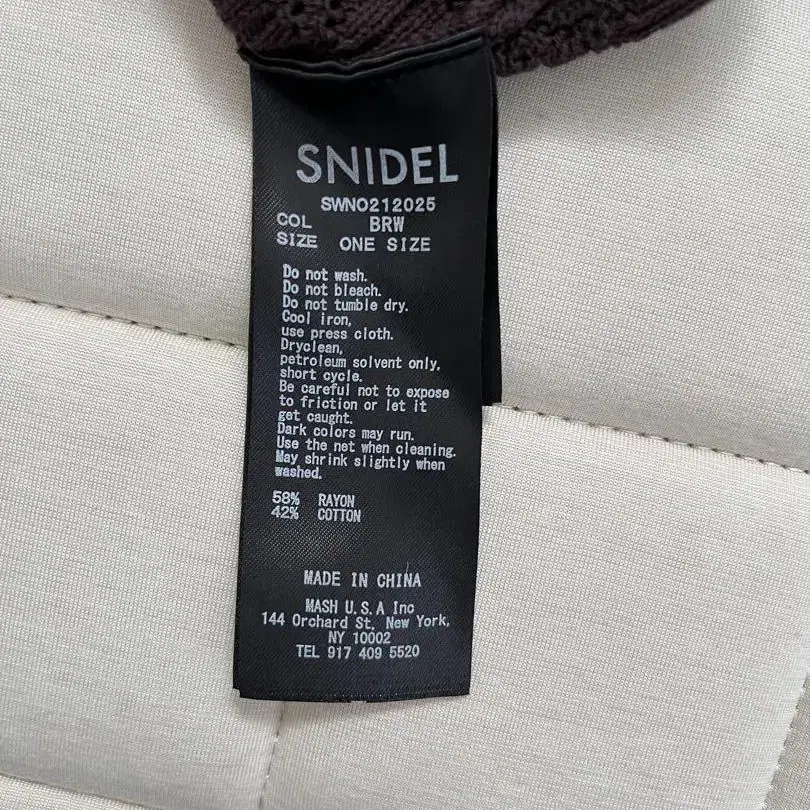 SNIDEL
SWNO212025
COL BRW
SIZE ONE SIZE
Do not wash.
Do not bleach.
Do not tumble dry.
Cool iron,
use press cloth.
Dryclean,
petroleum solvent only,
short cycle.
Be careful not to expose
to friction or let it
get caught.
Dark colors may run.
Use the net when cleaning.
May shrink slightly when
washed.
58% RAYON
42% COTTON
MADE IN CHINA
MASH U.S.A Inc
144 Orchard St, New York,
NY 10002
TEL 917 409 5520